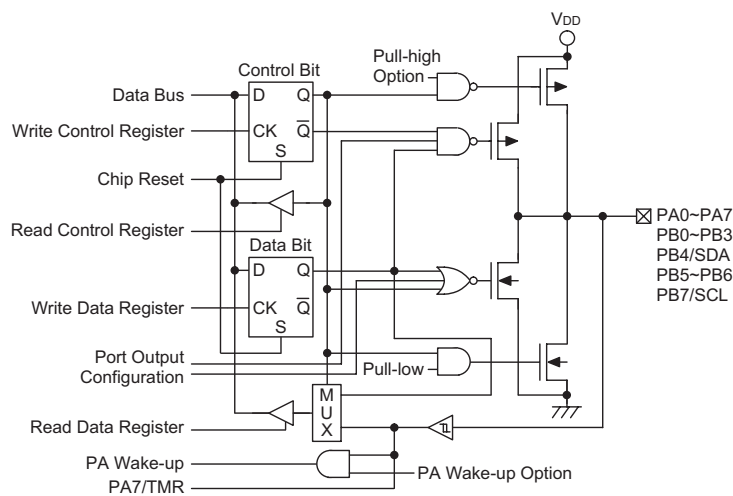 VDD
Pull-high
Option
Control Bit
Data Bus
D
Q
Write Control Register
CK
Q
S
Chip Reset
Read Control Register
PA0~PA7
PB0~PB3
PB4/SDA
PB5~PB6
PB7/SCL
Data Bit
D
Q
Write Data Register
CK
Q
S
Port Output
Configuration
Pull-low
M
U
X
Read Data Register
PA Wake-up
PA Wake-up Option
PA7/TMR